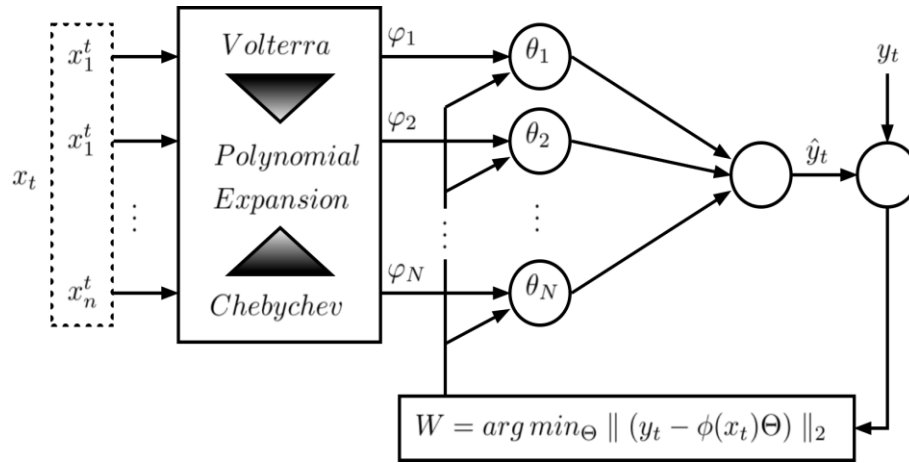 x_t
x_1^t
x_1^t
⋮
x_n^t
Volterra
Polynomial
Expansion
Chebychev
φ_1
φ_2
φ_N
θ_1
θ_2
⋮
⋮
θ_N
ŷ_t
y_t
W = arg min_Θ ∥ (y_t − ϕ(x_t)Θ) ∥_2